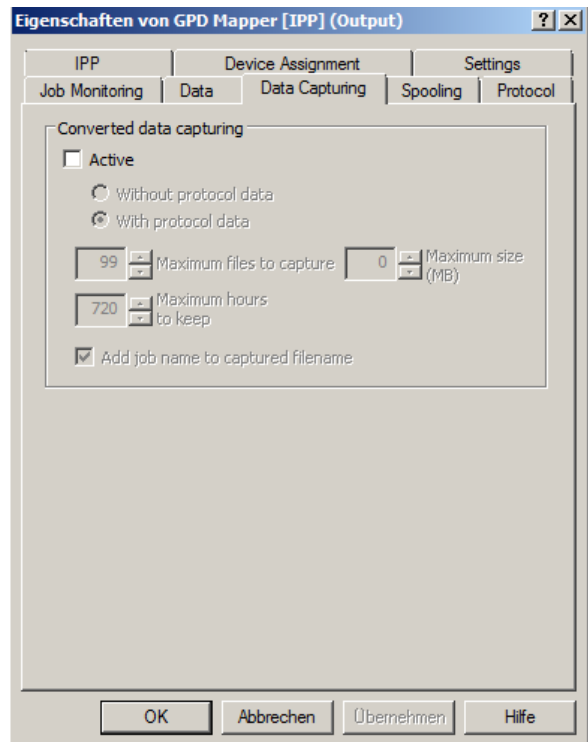 Eigenschaften von GPD Mapper [IPP] (Output)
IPP Device Assignment Settings
Job Monitoring Data Data Capturing Spooling Protocol
Converted data capturing
Active
Without protocol data
With protocol data
99 Maximum files to capture 0 Maximum size
(MB)
720 Maximum hours
to keep
Add job name to captured filename
OK Abbrechen Übernehmen Hilfe